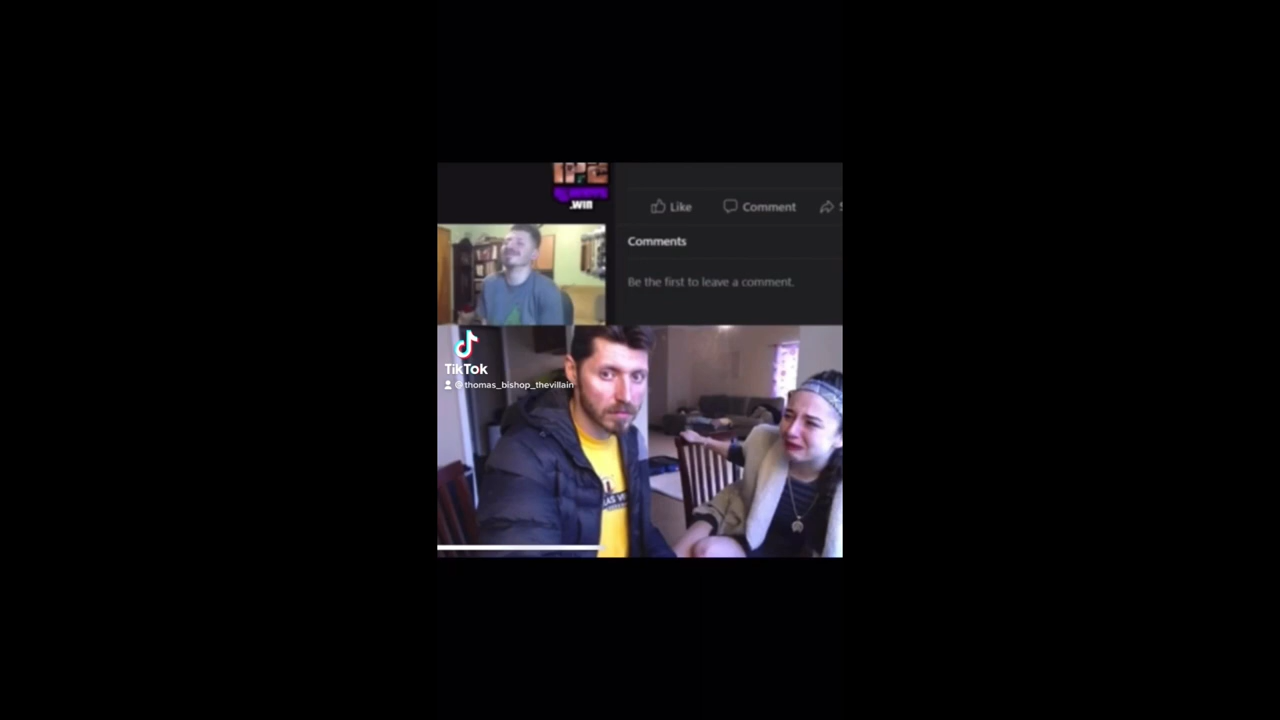 .win
Like
Comment
Comments
Be the first to leave a comment.
TikTok
@thomas_bishop_thevillain